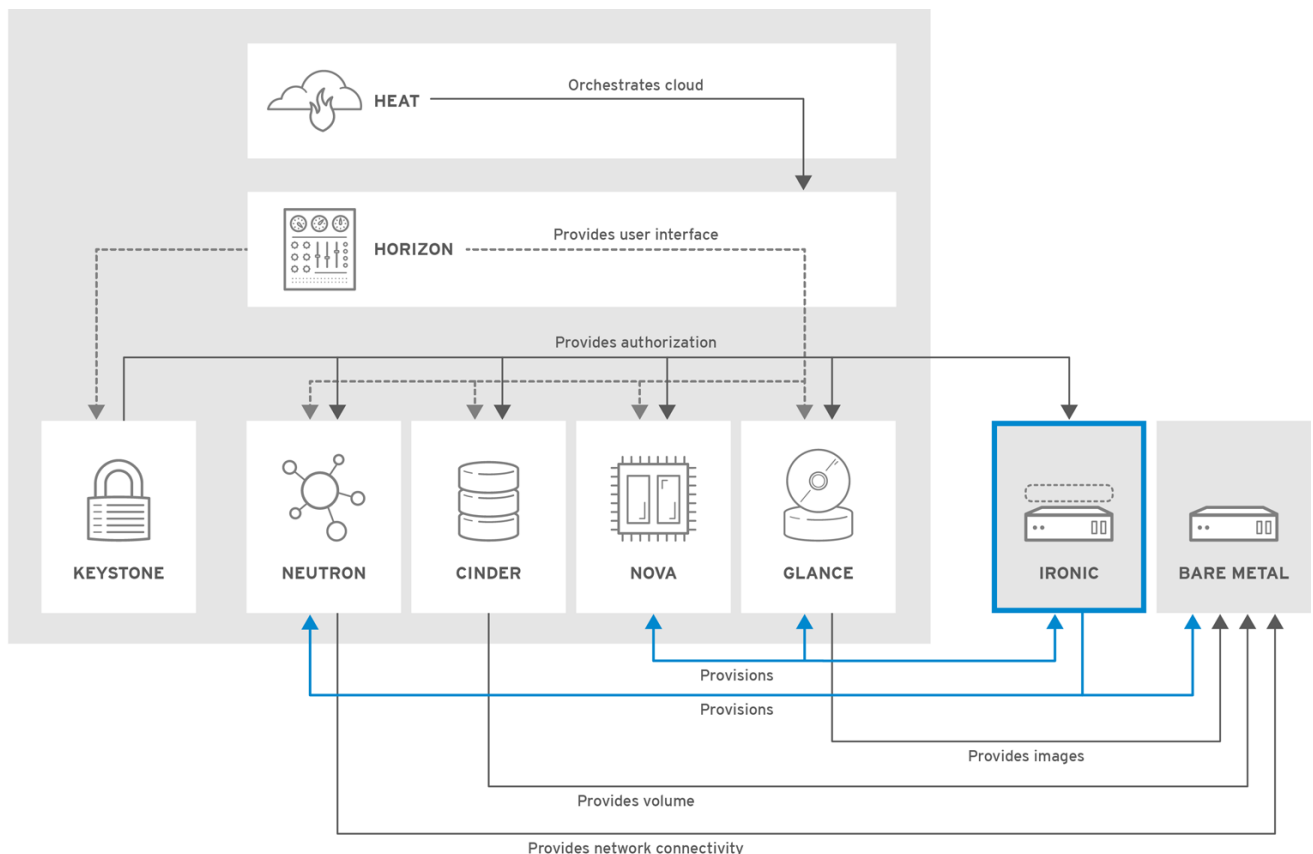 Orchestrates cloud
HEAT
Provides user interface
HORIZON
Provides authorization
KEYSTONE
NEUTRON
CINDER
NOVA
GLANCE
IRONIC
BARE METAL
Provisions
Provisions
Provides images
Provides volume
Provides network connectivity